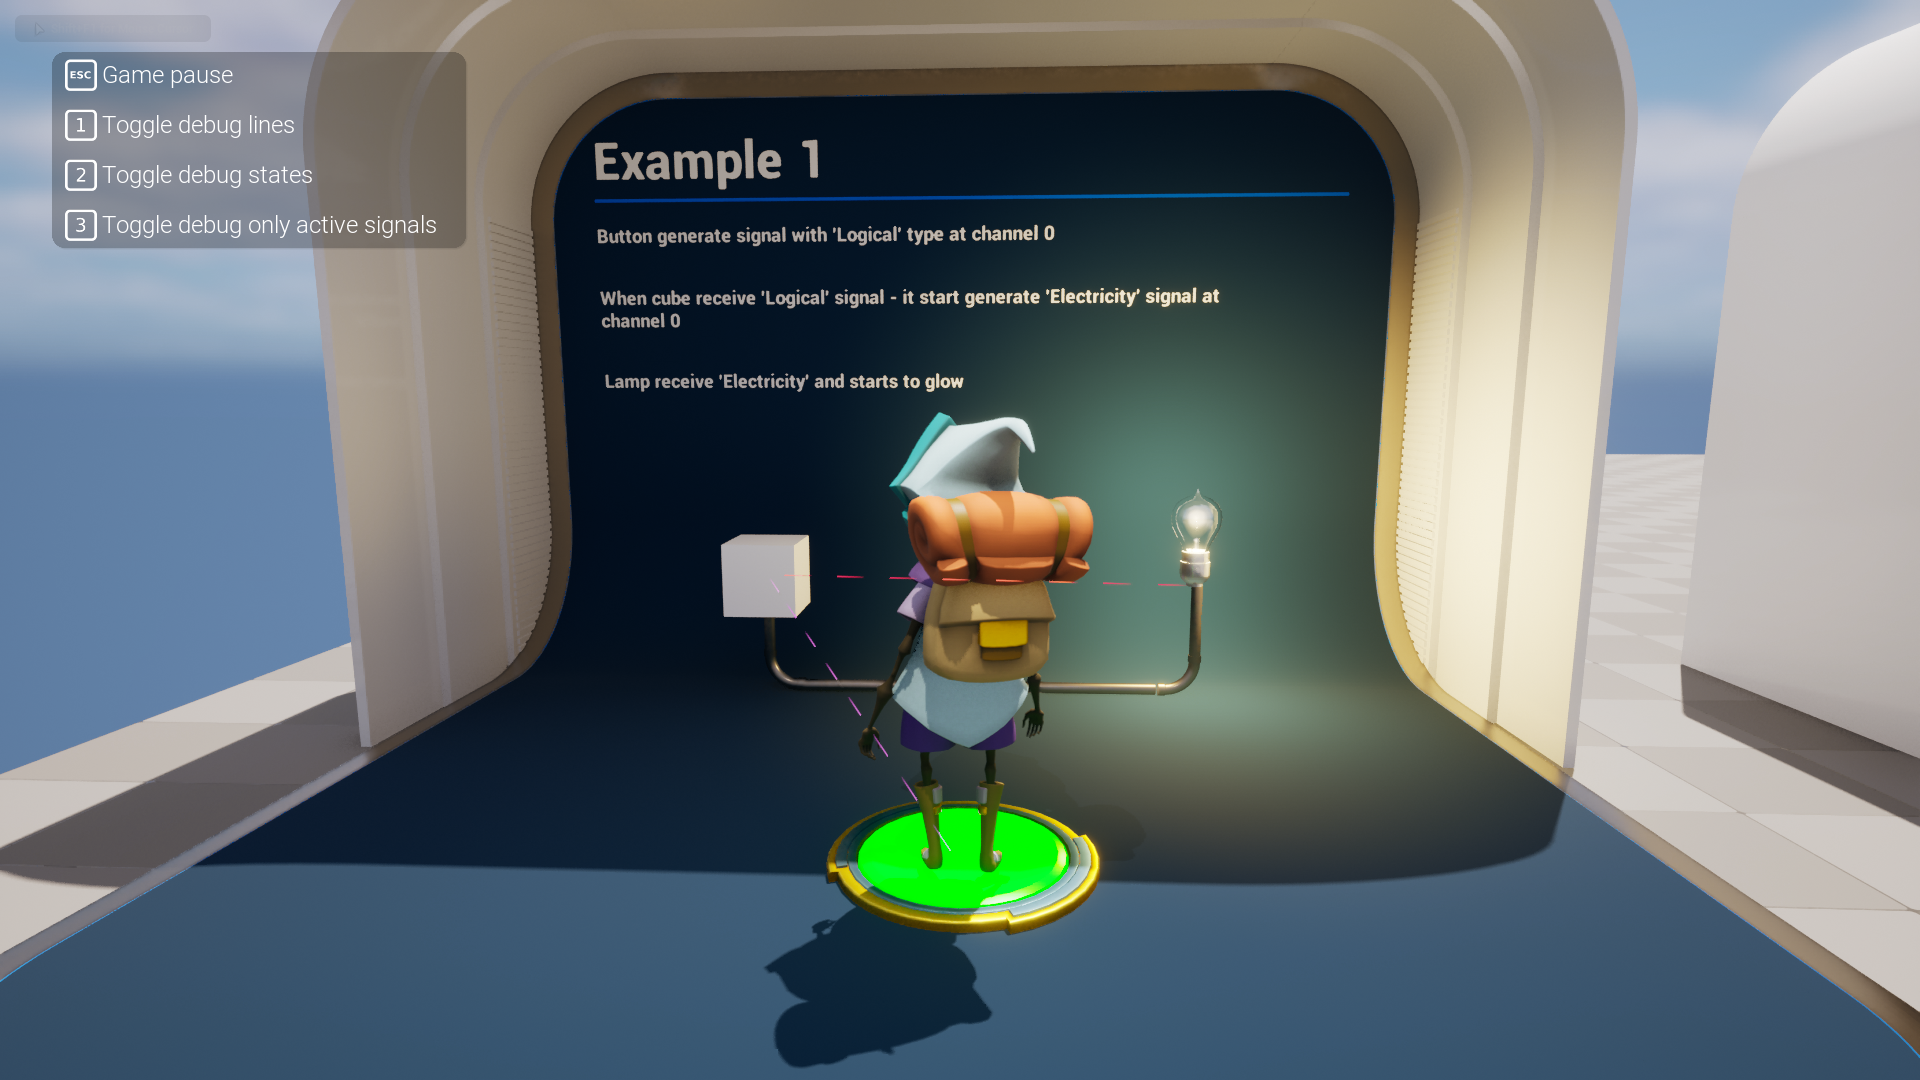 ESC Game pause
1 Toggle debug lines
2 Toggle debug states
3 Toggle debug only active signals
Example 1
Button generate signal with 'Logical' type at channel 0
When cube receive 'Logical' signal - it start generate 'Electricity' signal at
channel 0
Lamp receive 'Electricity' and starts to glow